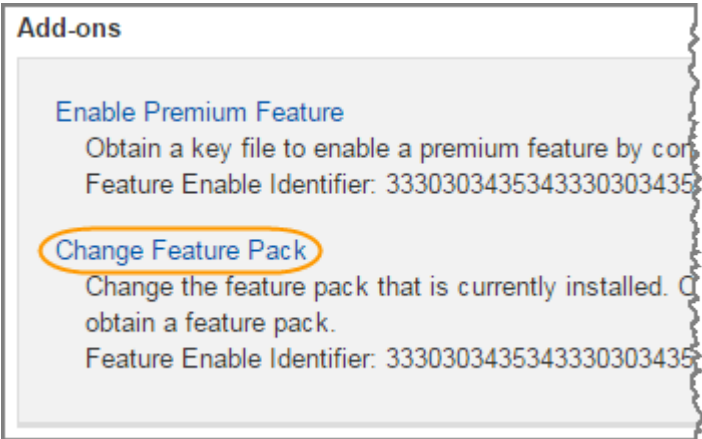 Add-ons
Enable Premium Feature
Obtain a key file to enable a premium feature by
Feature Enable Identifier: 3330303435343330303435
Change Feature Pack
Change the feature pack that is currently installed.
obtain a feature pack.
Feature Enable Identifier: 3330303435343330303435